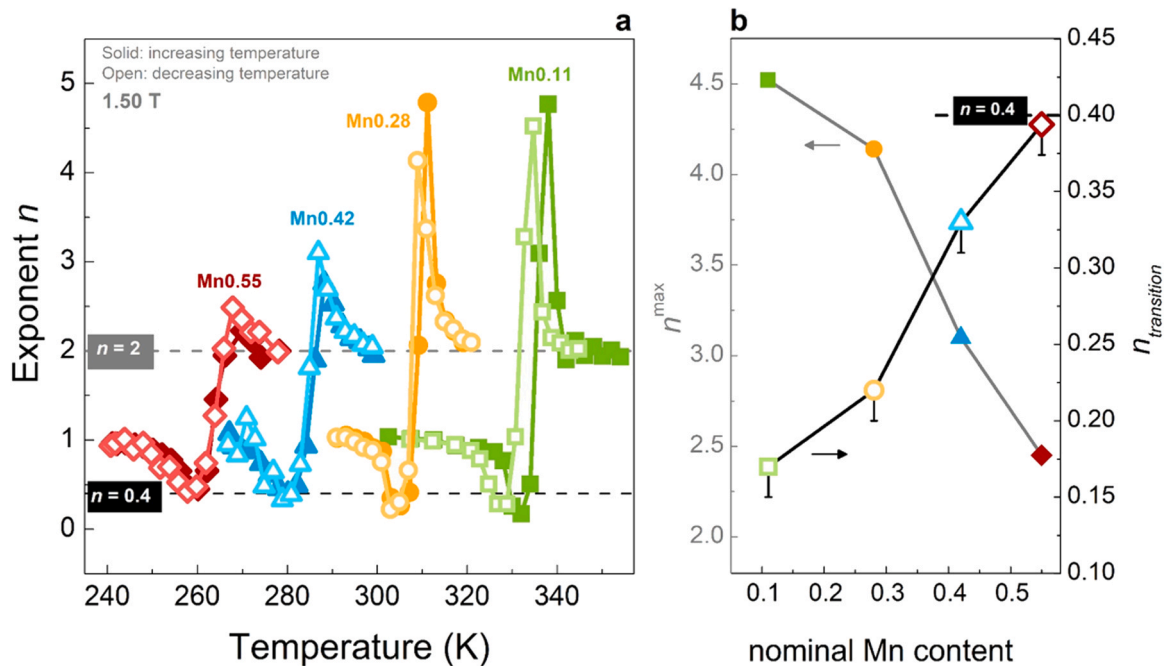 a
Solid: increasing temperature
Open: decreasing temperature
1.50 T
Mn0.11
Mn0.28
Mn0.42
Mn0.55
n = 2
n = 0.4
Exponent n
5
4
3
2
1
0
240 260 280 300 320 340
Temperature (K)
b
n = 0.4
n^max
4.5
4.0
3.5
3.0
2.5
2.0
0.45
0.40
0.35
0.30
0.25
0.20
0.15
0.10
n_transition
0.1 0.2 0.3 0.4 0.5
nominal Mn content